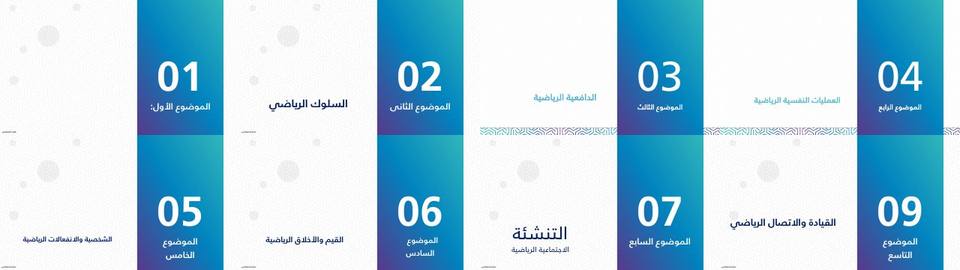 01
الموضوع الأول:
02
الموضوع الثانى
السلوك الرياضي
03
الموضوع الثالث
الدافعية الرياضية
04
الموضوع الرابع
العمليات النفسية الرياضية
05
الموضوع
الخامس
الشخصية والانفعالات الرياضية
06
الموضوع
السادس
القيم والأخلاق الرياضية
07
الموضوع السابع
التنشئة
الاجتماعية الرياضية
09
الموضوع
التاسع
القيادة والاتصال الرياضي